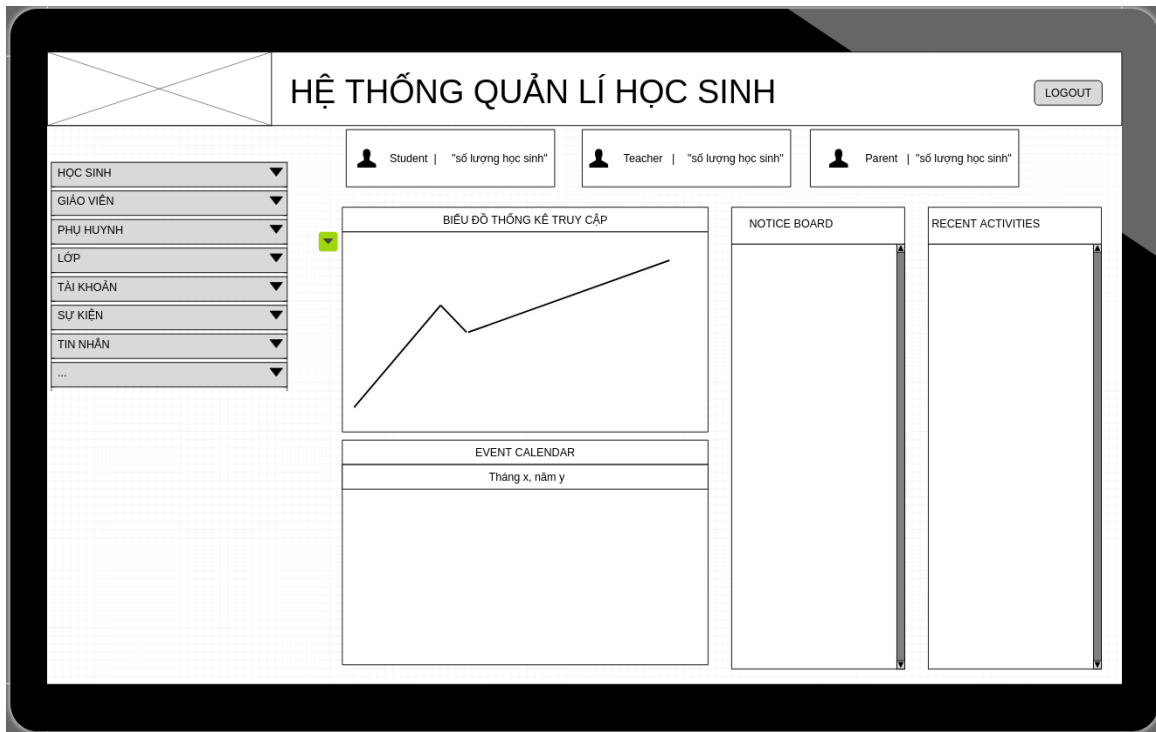 HỆ THỐNG QUẢN LÍ HỌC SINH
LOGOUT
Student | "số lượng học sinh"
Teacher | "số lượng học sinh"
Parent | "số lượng học sinh"
HỌC SINH
GIÁO VIÊN
PHỤ HUYNH
LỚP
TÀI KHOẢN
SỰ KIỆN
TIN NHẮN
...
BIỂU ĐỒ THỐNG KÊ TRUY CẬP
EVENT CALENDAR
Tháng x, năm y
NOTICE BOARD
RECENT ACTIVITIES